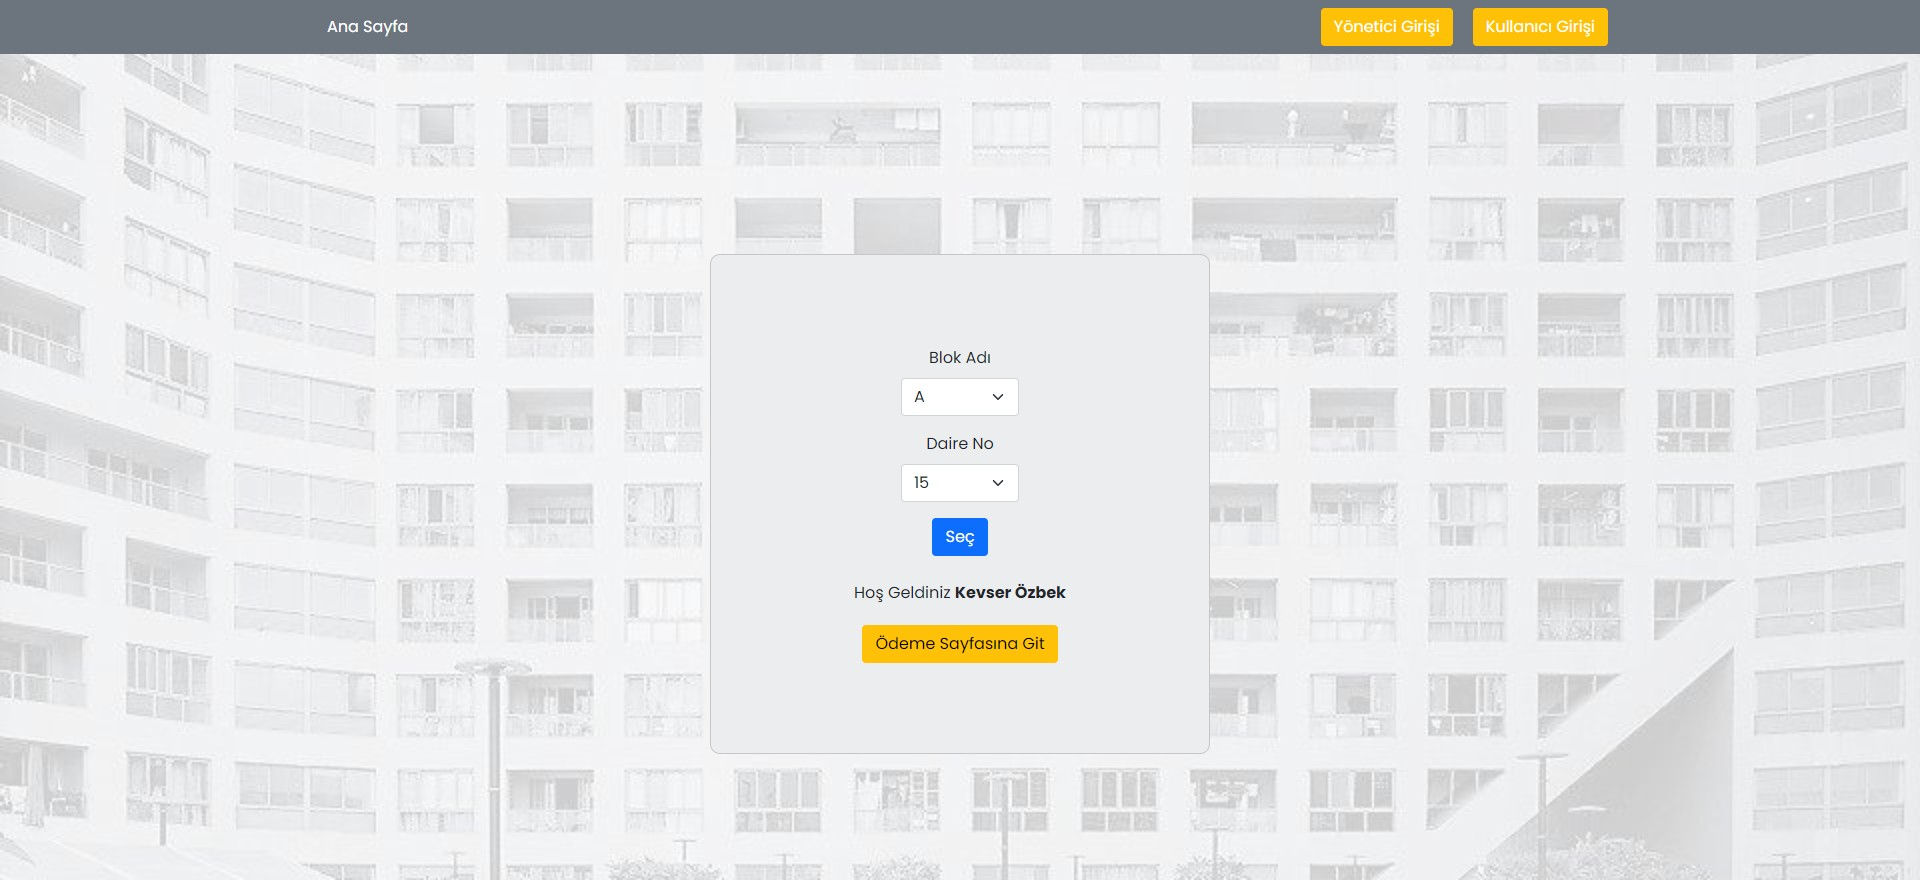 Ana Sayfa
Yönetici Girişi
Kullanıcı Girişi
Blok Adı
A
Daire No
15
Seç
Hoş Geldiniz Kevser Özbek
Ödeme Sayfasına Git